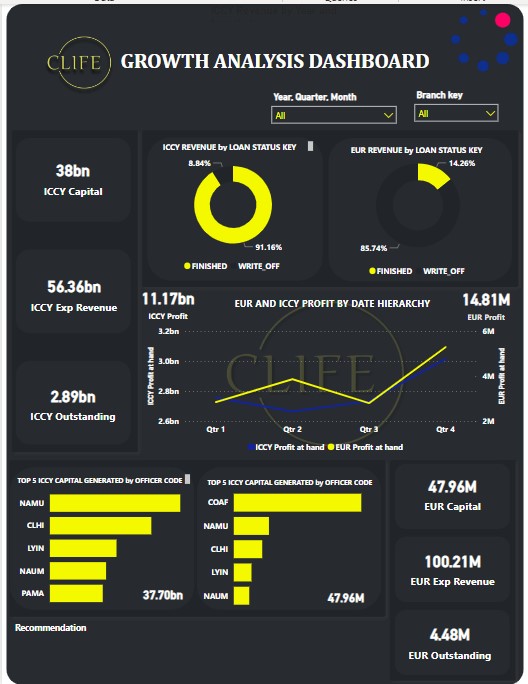 CLIFE
GROWTH ANALYSIS DASHBOARD
Year, Quarter, Month
All
Branch key
All
38bn
ICCY Capital
56.36bn
ICCY Exp Revenue
2.89bn
ICCY Outstanding
ICCY REVENUE by LOAN STATUS KEY
8.84%
91.16%
FINISHED WRITE_OFF
EUR REVENUE by LOAN STATUS KEY
14.26%
85.74%
FINISHED WRITE_OFF
11.17bn
ICCY Profit
EUR AND ICCY PROFIT BY DATE HIERARCHY
14.81M
EUR Profit
ICCY Profit at hand
3.2bn
3.0bn
2.8bn
2.6bn
CLIFE
6M
4M
2M
EUR Profit at hand
Qtr 1 Qtr 2 Qtr 3 Qtr 4
ICCY Profit at hand EUR Profit at hand
TOP 5 ICCY CAPITAL GENERATED by OFFICER CODE
NAMU
CLHI
LYIN
NAUM
PAMA
37.70bn
TOP 5 ICCY CAPITAL GENERATED by OFFICER CODE
COAF
NAMU
CLHI
LYIN
NAUM
47.96M
47.96M
EUR Capital
100.21M
EUR Exp Revenue
4.48M
EUR Outstanding
Recommendation